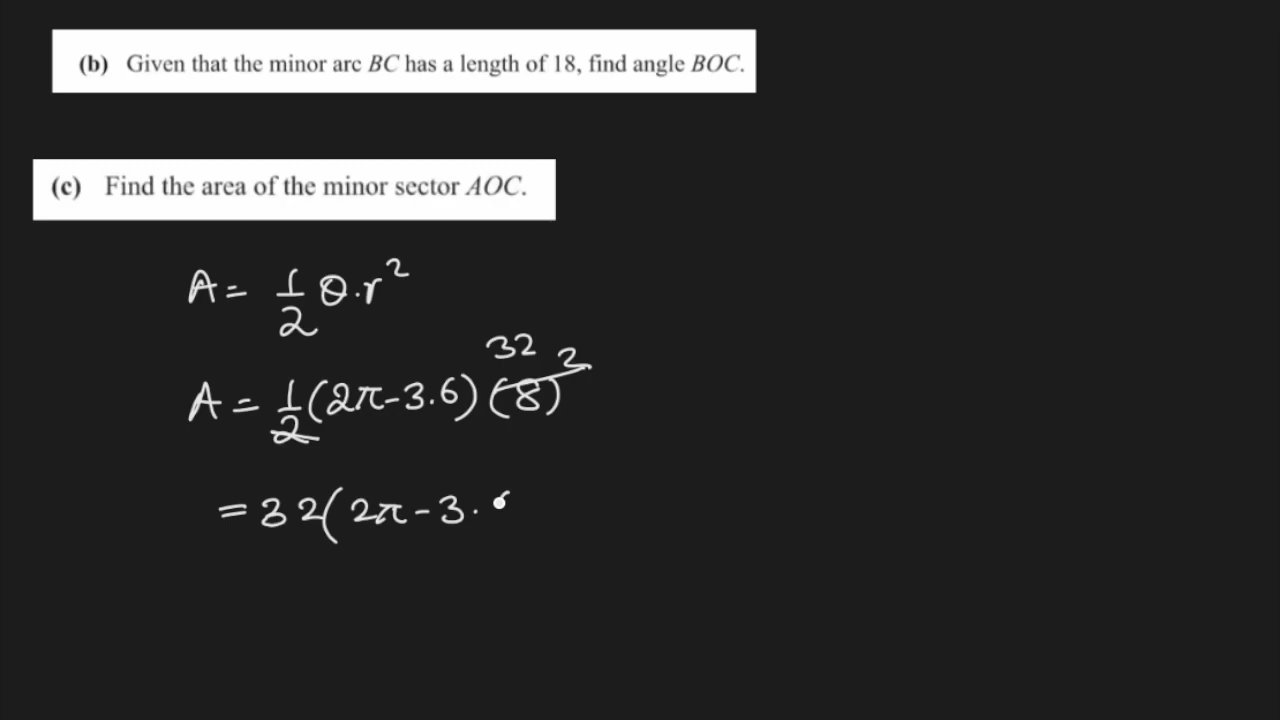 (b) Given that the minor arc BC has a length of 18, find angle BOC.
(c) Find the area of the minor sector AOC.
A = 1/2 θ.r²
32
A = 1/2 (2π-3.6) (8)²
= 32(2π-3.